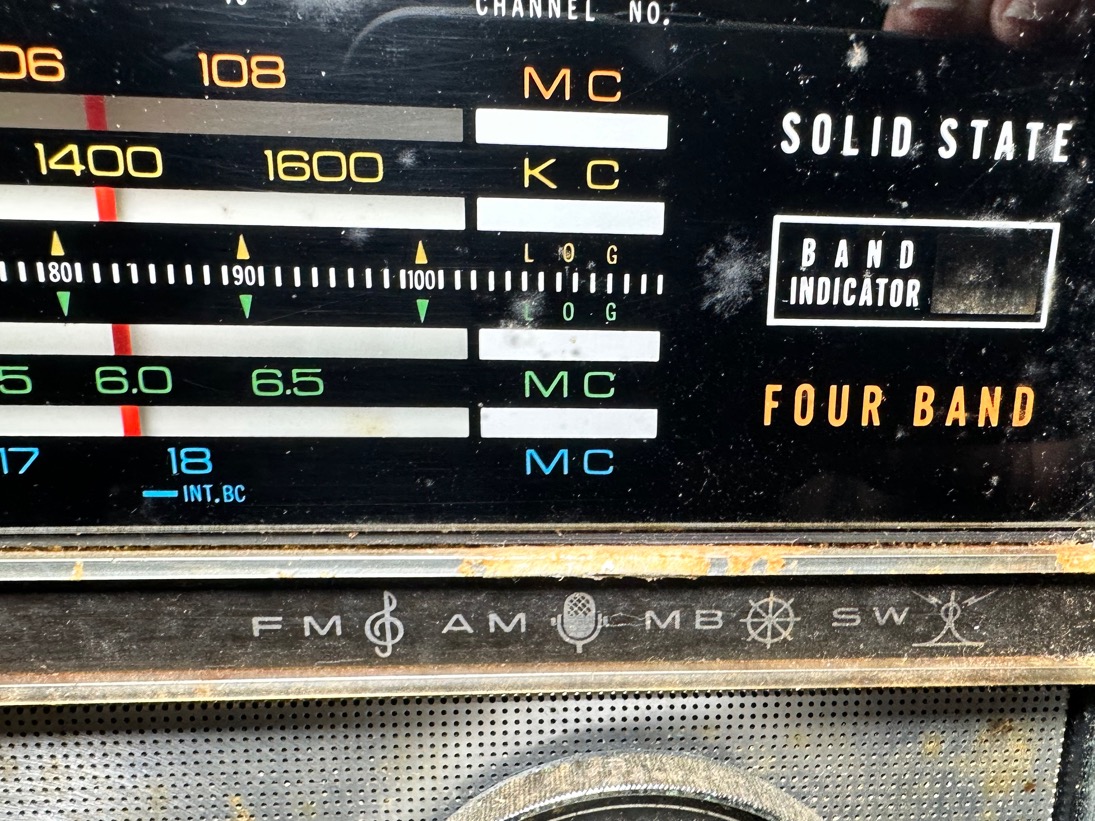 CHANNEL NO.
06 108 MC
SOLID STATE
1400 1600 KC
LOG
80 90 100
LOG
BAND
INDICATOR
5 6.0 6.5 MC
FOUR BAND
17 18 MC
INT.BC
FM AM MB SW